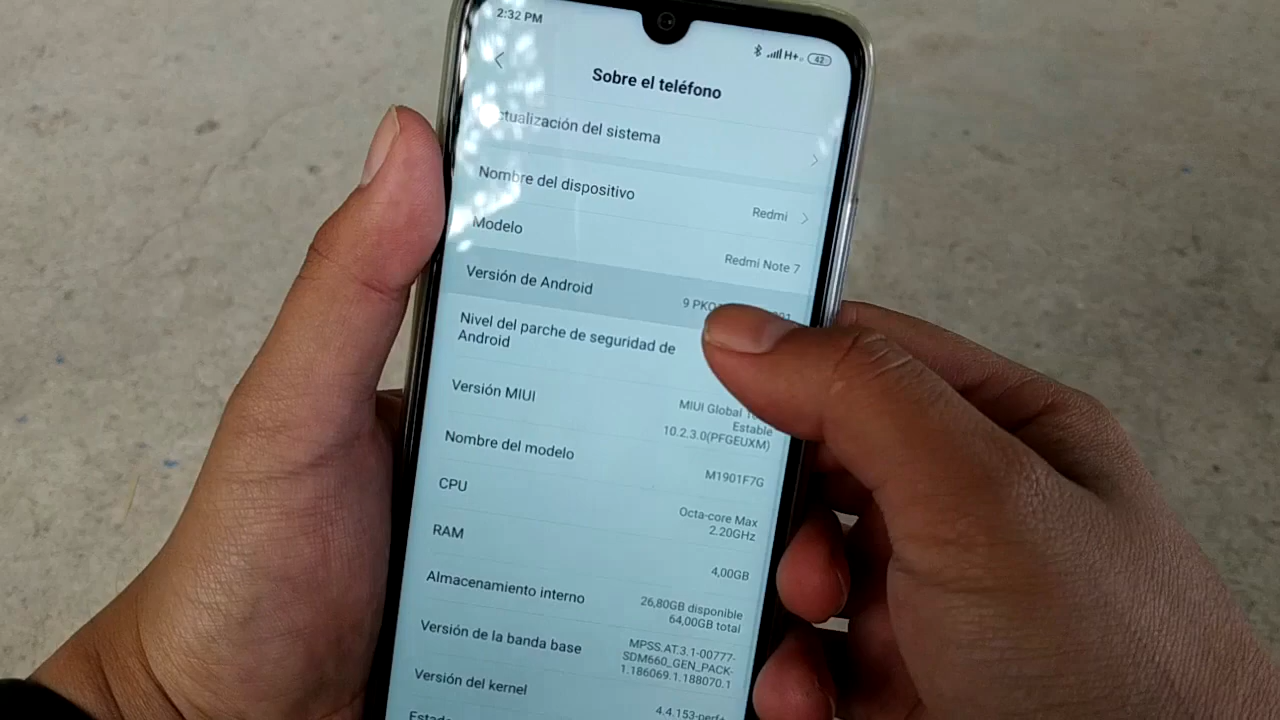 2:32 PM
H+ 42
Sobre el teléfono
ctualización del sistema
Nombre del dispositivo
Redmi
Modelo
Redmi Note 7
Versión de Android
9 PKQ
Nivel del parche de seguridad de
Android
Versión MIUI
MIUI Global
Estable
10.2.3.0(PFGEUXM)
Nombre del modelo
M1901F7G
CPU
Octa-core Max
2.20GHz
RAM
4,00GB
Almacenamiento interno
26,80GB disponible
64,00GB total
Versión de la banda base
MPSS.AT.3.1-00777-
SDM660_GEN_PACK-
1.186069.1.188070.1
Versión del kernel
4.4.153-perf+
Estado